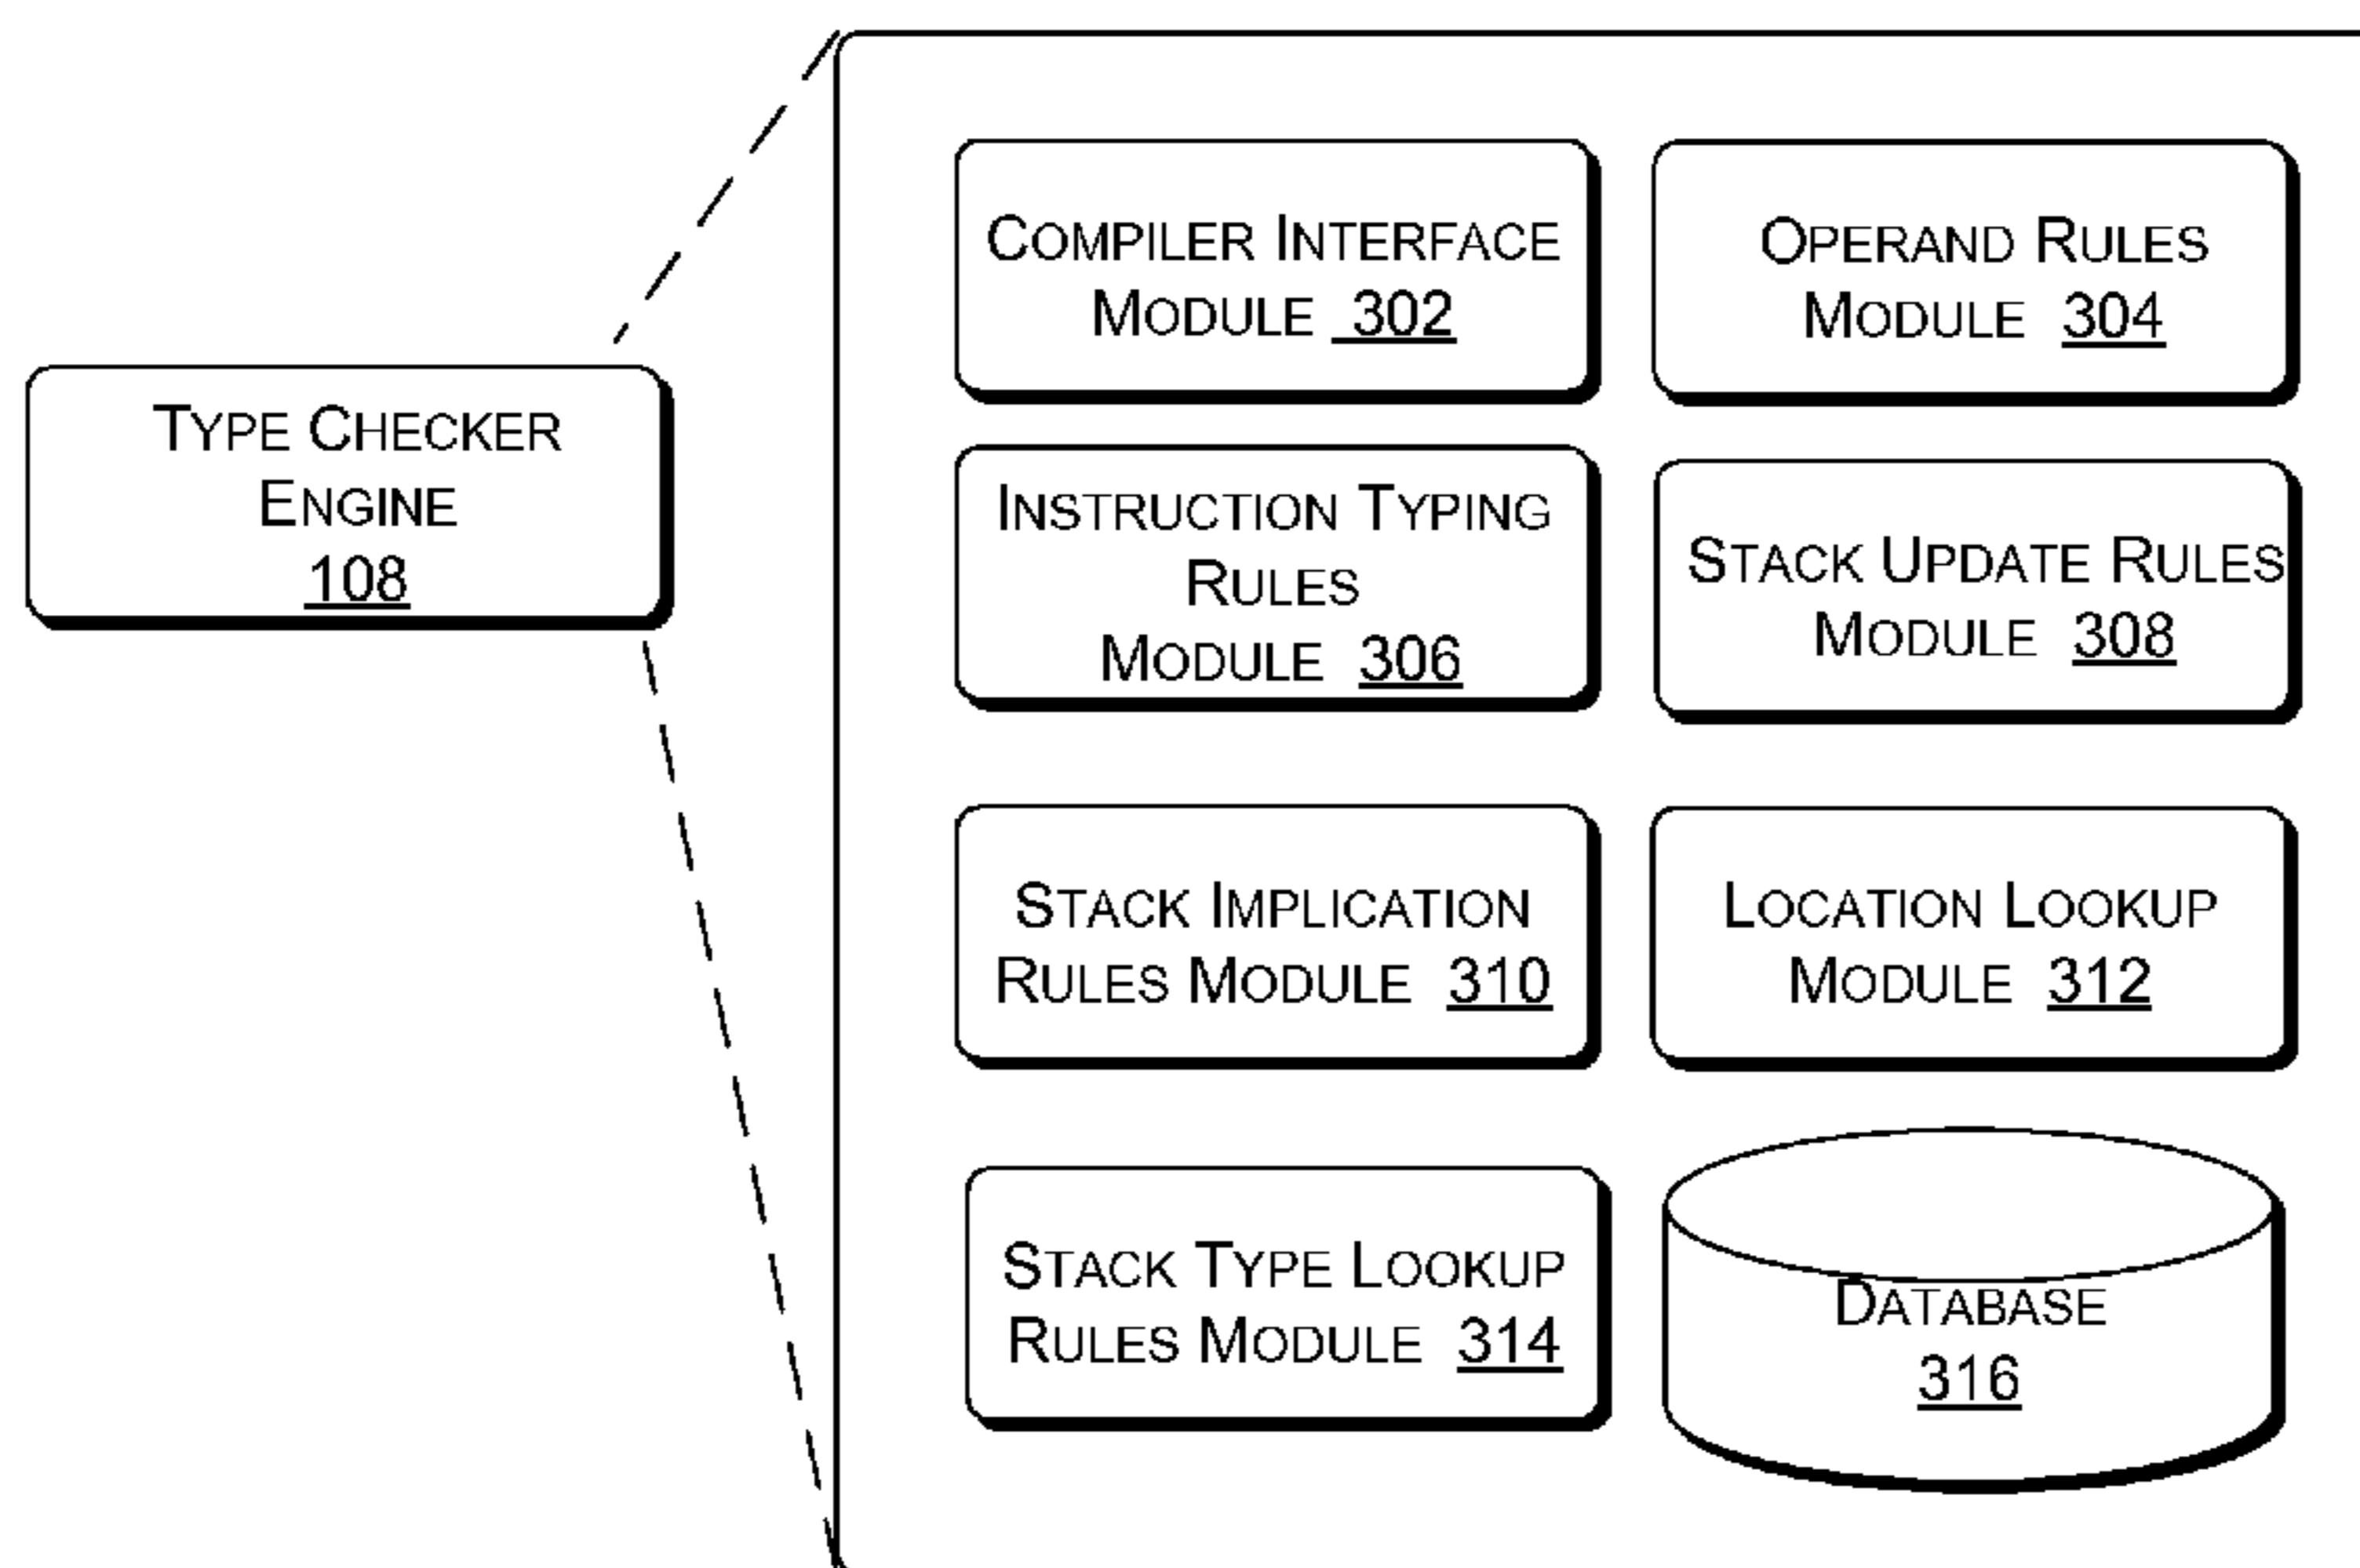 TYPE CHECKER
ENGINE
108
COMPILER INTERFACE
MODULE 302
OPERAND RULES
MODULE 304
INSTRUCTION TYPING
RULES
MODULE 306
STACK UPDATE RULES
MODULE 308
STACK IMPLICATION
RULES MODULE 310
LOCATION LOOKUP
MODULE 312
STACK TYPE LOOKUP
RULES MODULE 314
DATABASE
316